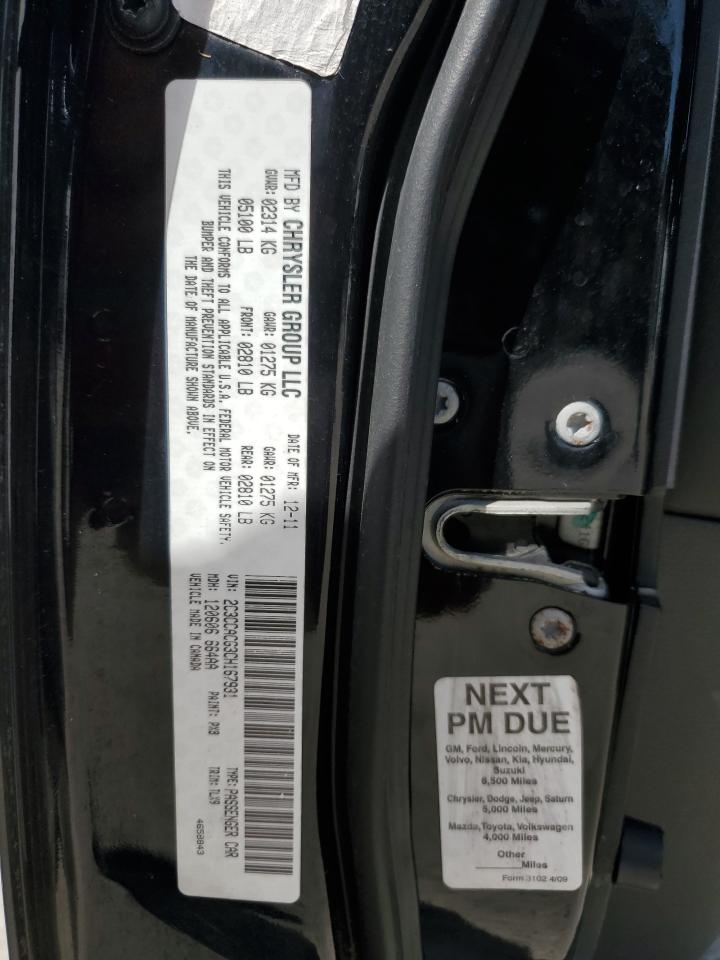 MFD BY CHRYSLER GROUP LLC DATE OF MFR: 12-11
GVWR: 02314 KG GAWR: 01275 KG GAWR: 01275 KG
05100 LB FRONT: 02810 LB REAR: 02810 LB
THIS VEHICLE CONFORMS TO ALL APPLICABLE U.S.A. FEDERAL MOTOR VEHICLE SAFETY,
BUMPER AND THEFT PREVENTION STANDARDS IN EFFECT ON
THE DATE OF MANUFACTURE SHOWN ABOVE.
VIN: 2C3CCACG3CH167931 TYPE: PASSENGER CAR
MDH: 120606 664AA PAINT: PX8 TRIM: TLX9
VEHICLE MADE IN CANADA 4658843
NEXT
PM DUE
GM, Ford, Lincoln, Mercury,
Volvo, Nissan, Kia, Hyundai,
Suzuki
6,500 Miles
Chrysler, Dodge, Jeep, Saturn
5,000 Miles
Mazda, Toyota, Volkswagen
4,000 Miles
Other
______Miles
Form 3102 4/09